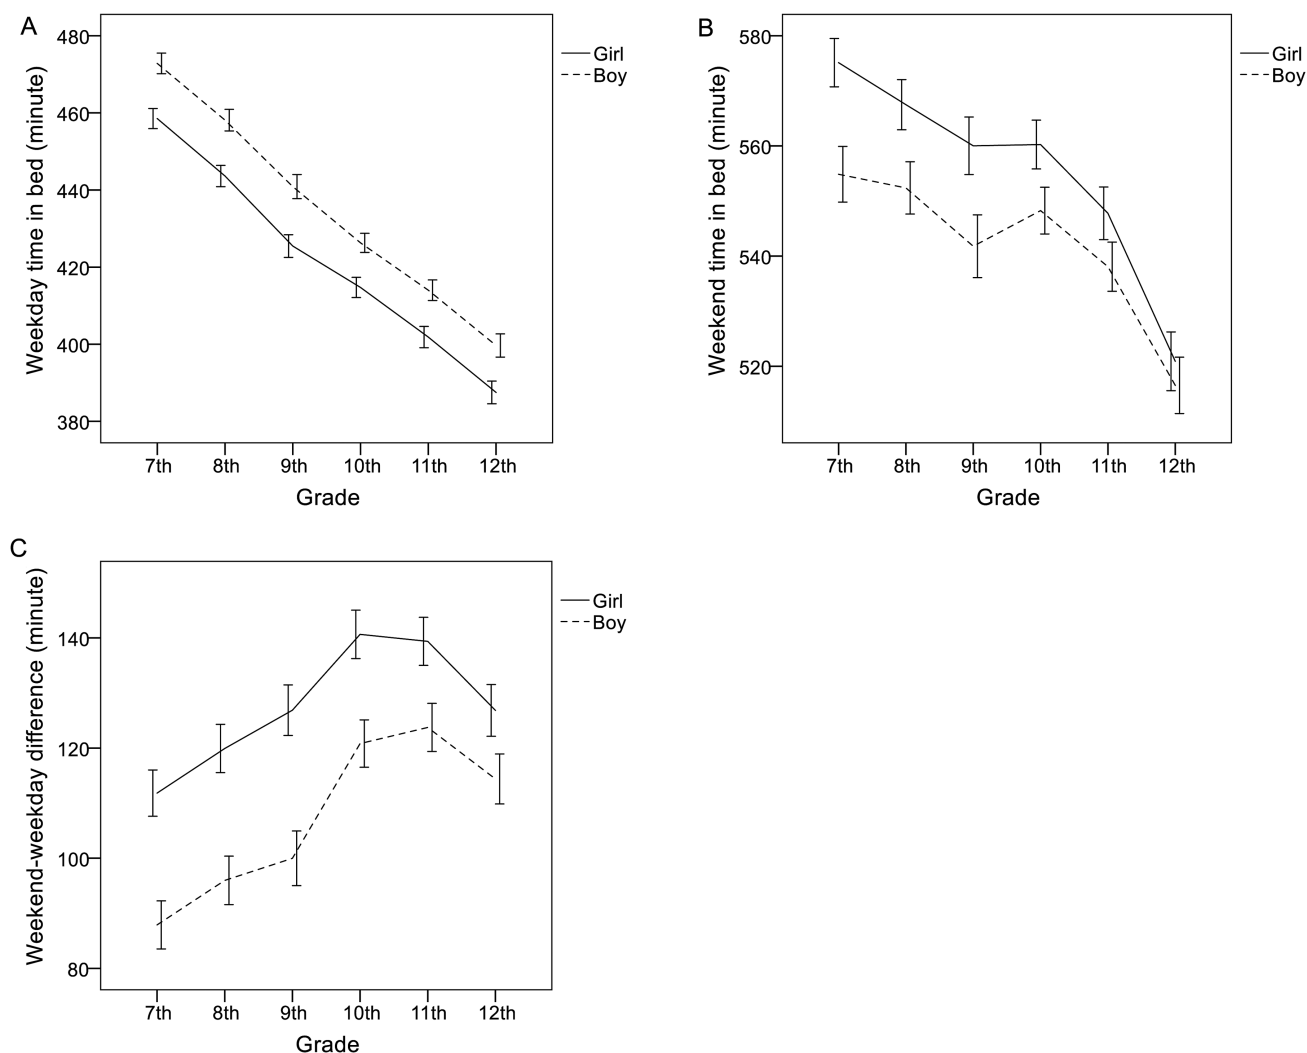 A
Weekday time in bed (minute)
480
460
440
420
400
380
7th 8th 9th 10th 11th 12th
Grade
Girl
Boy
B
Weekend time in bed (minute)
580
560
540
520
7th 8th 9th 10th 11th 12th
Grade
Girl
Boy
C
Weekend-weekday difference (minute)
140
120
100
80
7th 8th 9th 10th 11th 12th
Grade
Girl
Boy